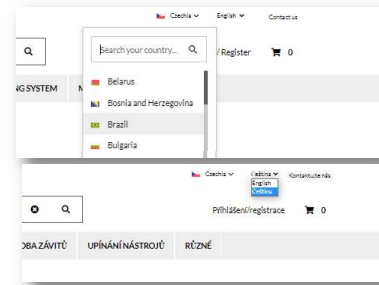 Czechia English Contact us
Search your country...
/ Register 0
NG SYSTEM M
Belarus
Bosnia and Herzegovina
Brazil
Bulgaria
Czechia Čeština Kontaktujte nás
English
Čeština
Přihlášení/registrace 0
OBA ZÁVITŮ UPÍNÁNÍ NÁSTROJŮ RŮZNÉ